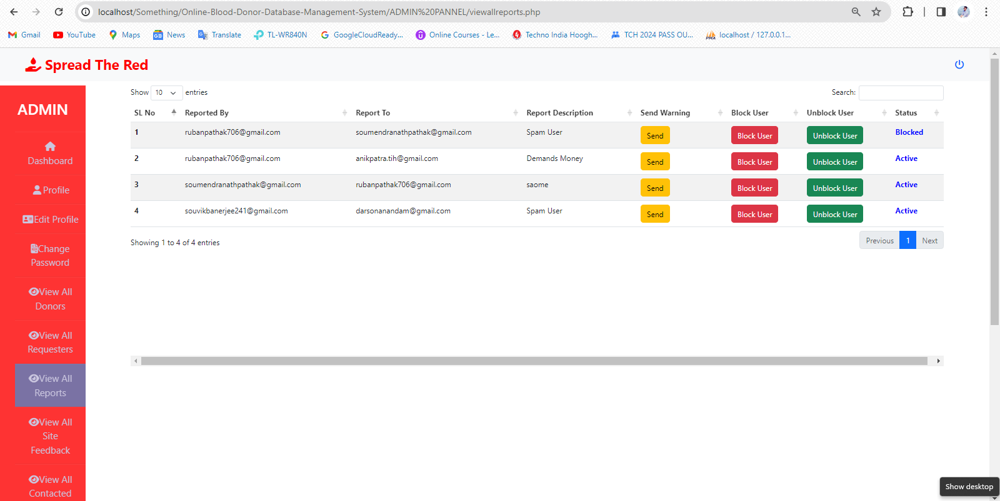 localhost/Something/Online-Blood-Donor-Database-Management-System/ADMIN%20PANNEL/viewallreports.php
Gmail YouTube Maps News Translate TL-WR840N GoogleCloudReady... Online Courses - Le... Techno India Hoogh... TCH 2024 PASS OU... localhost / 127.0.0.1...
Spread The Red
ADMIN
Dashboard
Profile
Edit Profile
Change
Password
View All
Donors
View All
Requesters
View All
Reports
View All
Site
Feedback
View All
Contacted
Show 10 entries Search:
SL No Reported By Report To Report Description Send Warning Block User Unblock User Status
1 rubanpathak706@gmail.com soumendranathpathak@gmail.com Spam User Send Block User Unblock User Blocked
2 rubanpathak706@gmail.com anikpatra.tih@gmail.com Demands Money Send Block User Unblock User Active
3 soumendranathpathak@gmail.com rubanpathak706@gmail.com saome Send Block User Unblock User Active
4 souvikbanerjee241@gmail.com darsonanandam@gmail.com Spam User Send Block User Unblock User Active
Showing 1 to 4 of 4 entries Previous 1 Next
Show desktop